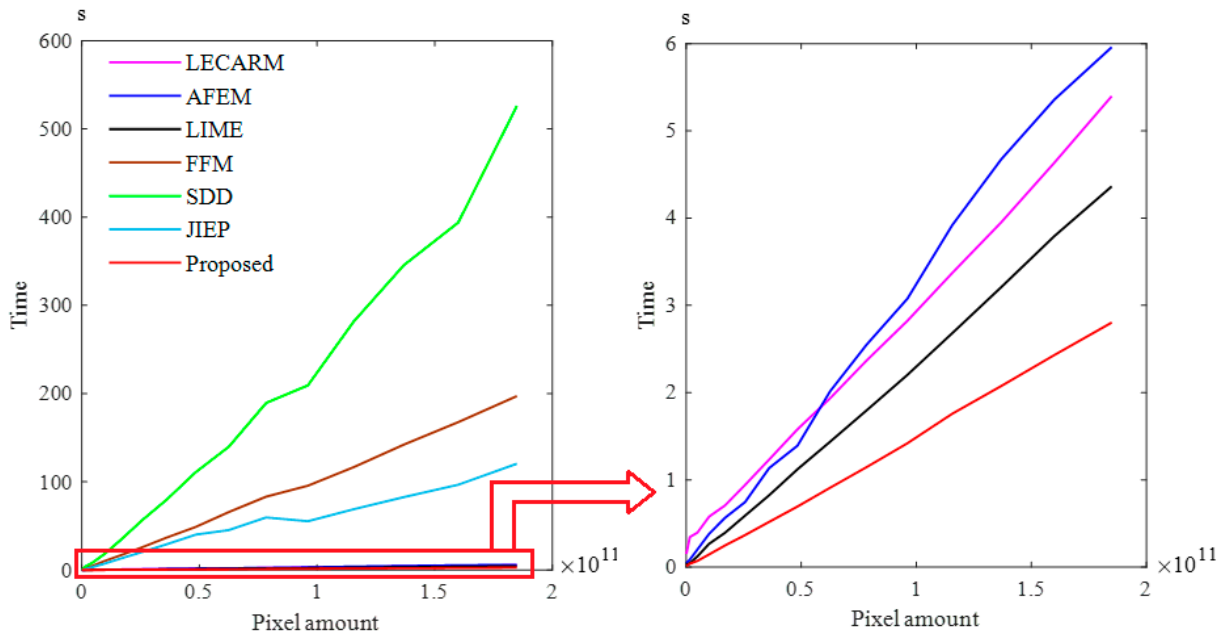 s
600
500
400
300
200
100
0
Time
LECARM
AFEM
LIME
FFM
SDD
JIEP
Proposed
0 0.5 1 1.5 2
×10^11
Pixel amount
s
6
5
4
3
2
1
0
Time
0 0.5 1 1.5 2
×10^11
Pixel amount